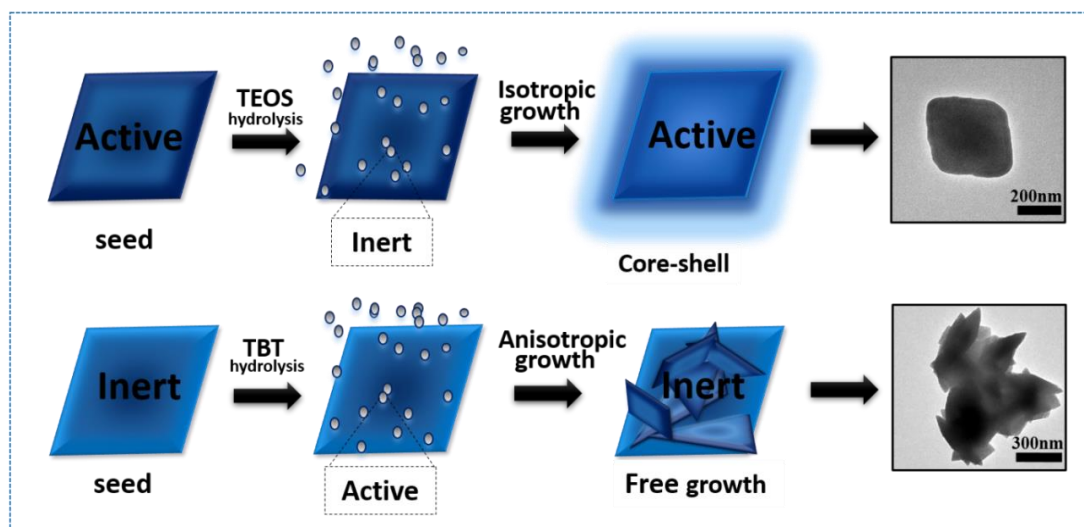 Active
seed
TEOS
hydrolysis
Inert
Isotropic
growth
Active
Core-shell
200nm
Inert
seed
TBT
hydrolysis
Active
Anisotropic
growth
Inert
Free growth
300nm